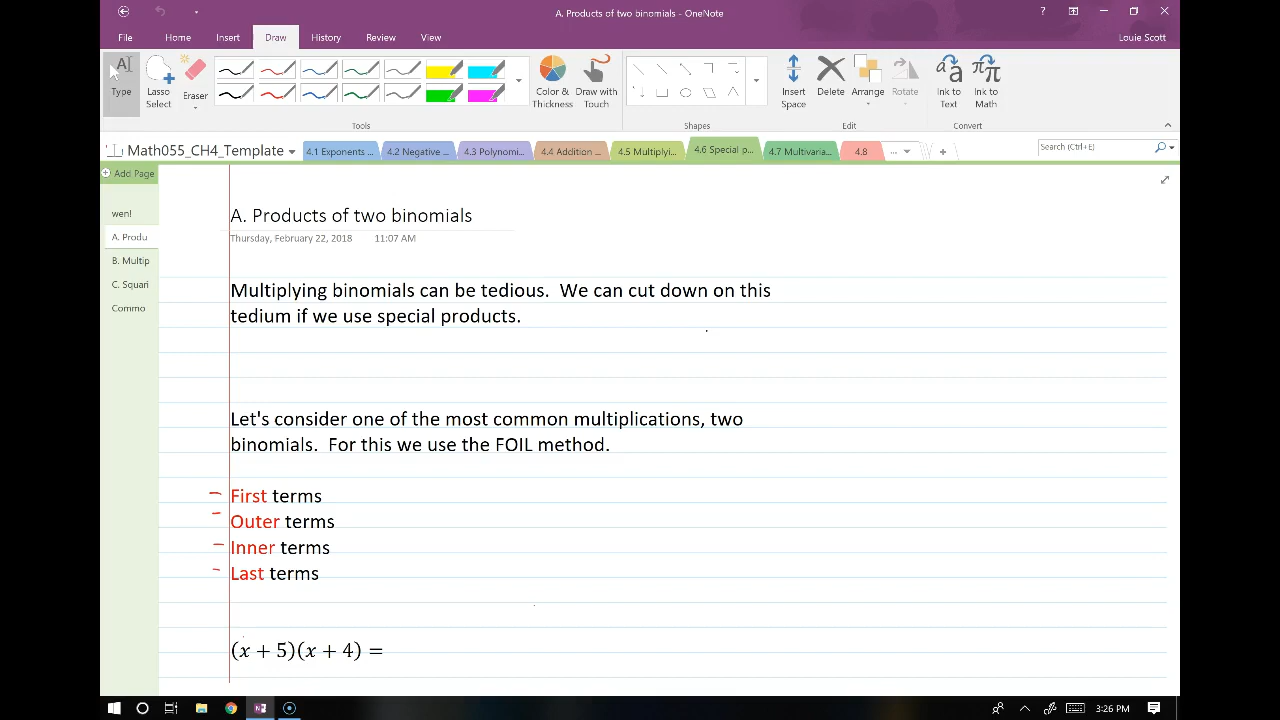 A. Products of two binomials - OneNote
File Home Insert Draw History Review View Louie Scott
Type
Lasso Select
Eraser
Color & Thickness
Draw with Touch
Insert Space
Delete
Arrange
Rotate
Ink to Text
Ink to Math
Tools Shapes Edit Convert
Math055_CH4_Template 4.1 Exponents ... 4.2 Negative ... 4.3 Polynomi... 4.4 Addition ... 4.5 Multiplyi... 4.6 Special p... 4.7 Multivaria... 4.8 ... + Search (Ctrl+E)
Add Page
wen!
A. Produ
B. Multip
C. Squari
Commo
A. Products of two binomials
Thursday, February 22, 2018 11:07 AM
Multiplying binomials can be tedious. We can cut down on this
tedium if we use special products.
Let's consider one of the most common multiplications, two
binomials. For this we use the FOIL method.
First terms
Outer terms
Inner terms
Last terms
(x + 5)(x + 4) =
3:26 PM